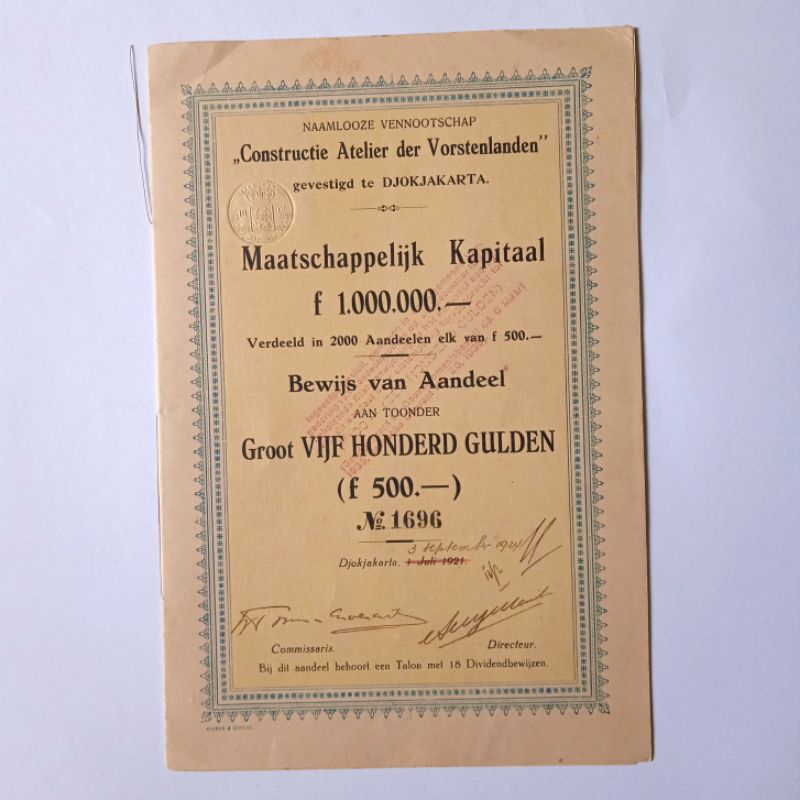 NAAMLOOZE VENNOOTSCHAP
„Constructie Atelier der Vorstenlanden”
gevestigd te DJOKJAKARTA.
Maatschappelijk Kapitaal
f 1.000.000.—
Verdeeld in 2000 Aandeelen elk van f 500.—
Bewijs van Aandeel
AAN TOONDER
Groot VIJF HONDERD GULDEN
(f 500.—)
No. 1696
3 september 1924
Djokjakarta. 1 Juli 1921.
Commissaris. Directeur.
Bij dit aandeel behoort een Talon met 18 Dividendbewijzen.